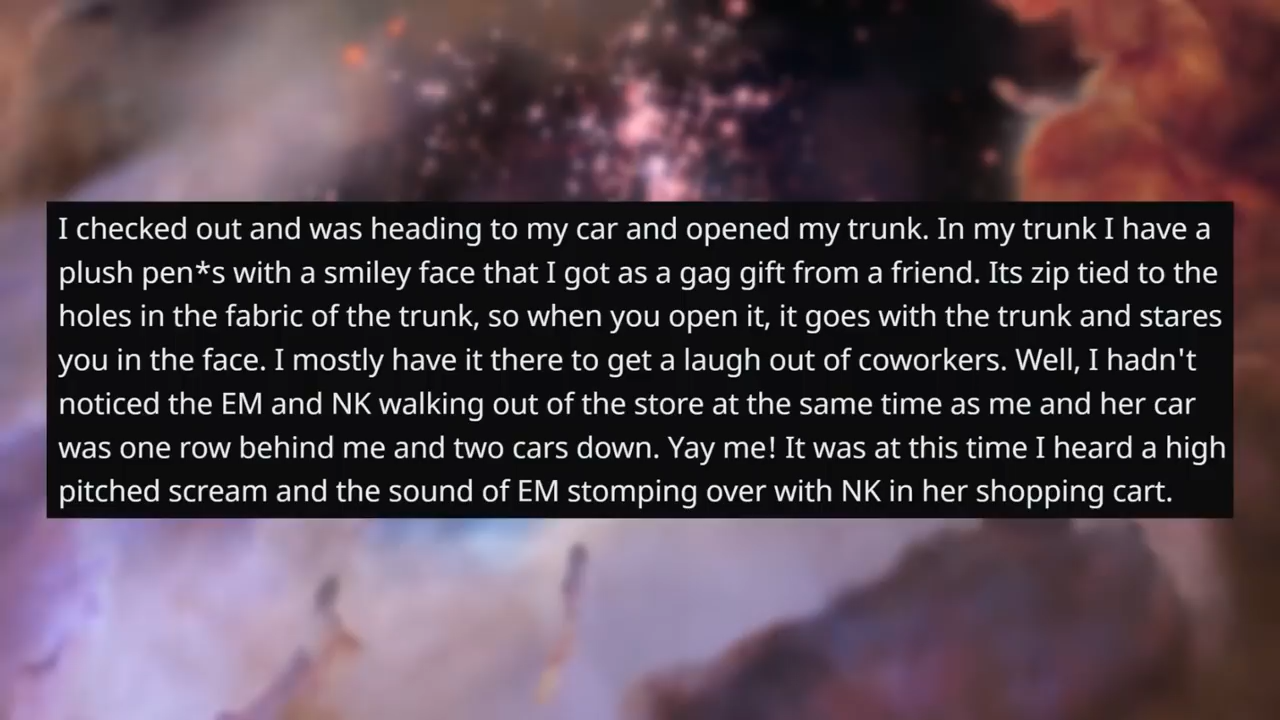 I checked out and was heading to my car and opened my trunk. In my trunk I have a
plush pen*s with a smiley face that I got as a gag gift from a friend. Its zip tied to the
holes in the fabric of the trunk, so when you open it, it goes with the trunk and stares
you in the face. I mostly have it there to get a laugh out of coworkers. Well, I hadn't
noticed the EM and NK walking out of the store at the same time as me and her car
was one row behind me and two cars down. Yay me! It was at this time I heard a high
pitched scream and the sound of EM stomping over with NK in her shopping cart.